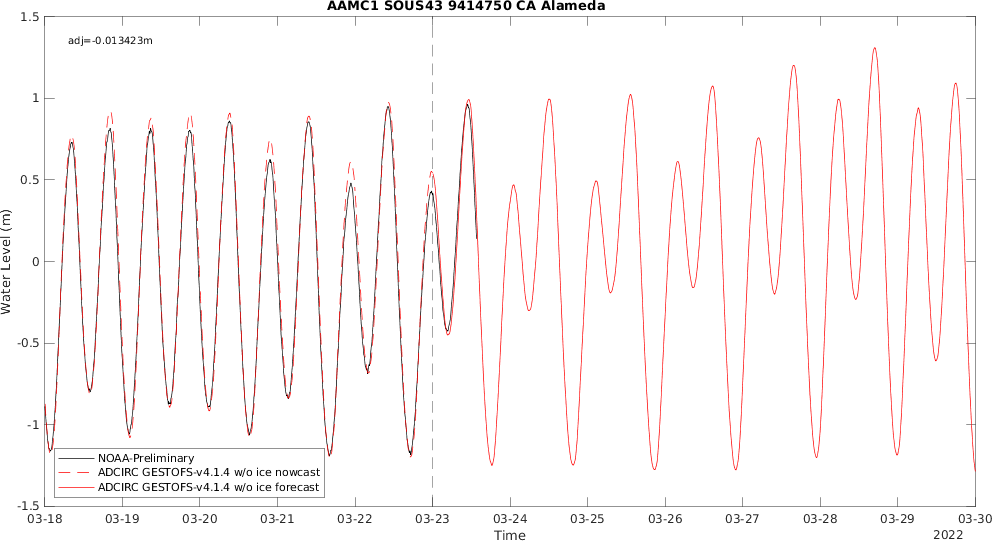 AAMC1 SOUS43 9414750 CA Alameda
adj=-0.013423m
1.5
1
0.5
0
-0.5
-1
-1.5
Water Level (m)
NOAA-Preliminary
ADCIRC GESTOFS-v4.1.4 w/o ice nowcast
ADCIRC GESTOFS-v4.1.4 w/o ice forecast
03-18 03-19 03-20 03-21 03-22 03-23 03-24 03-25 03-26 03-27 03-28 03-29 03-30
Time
2022